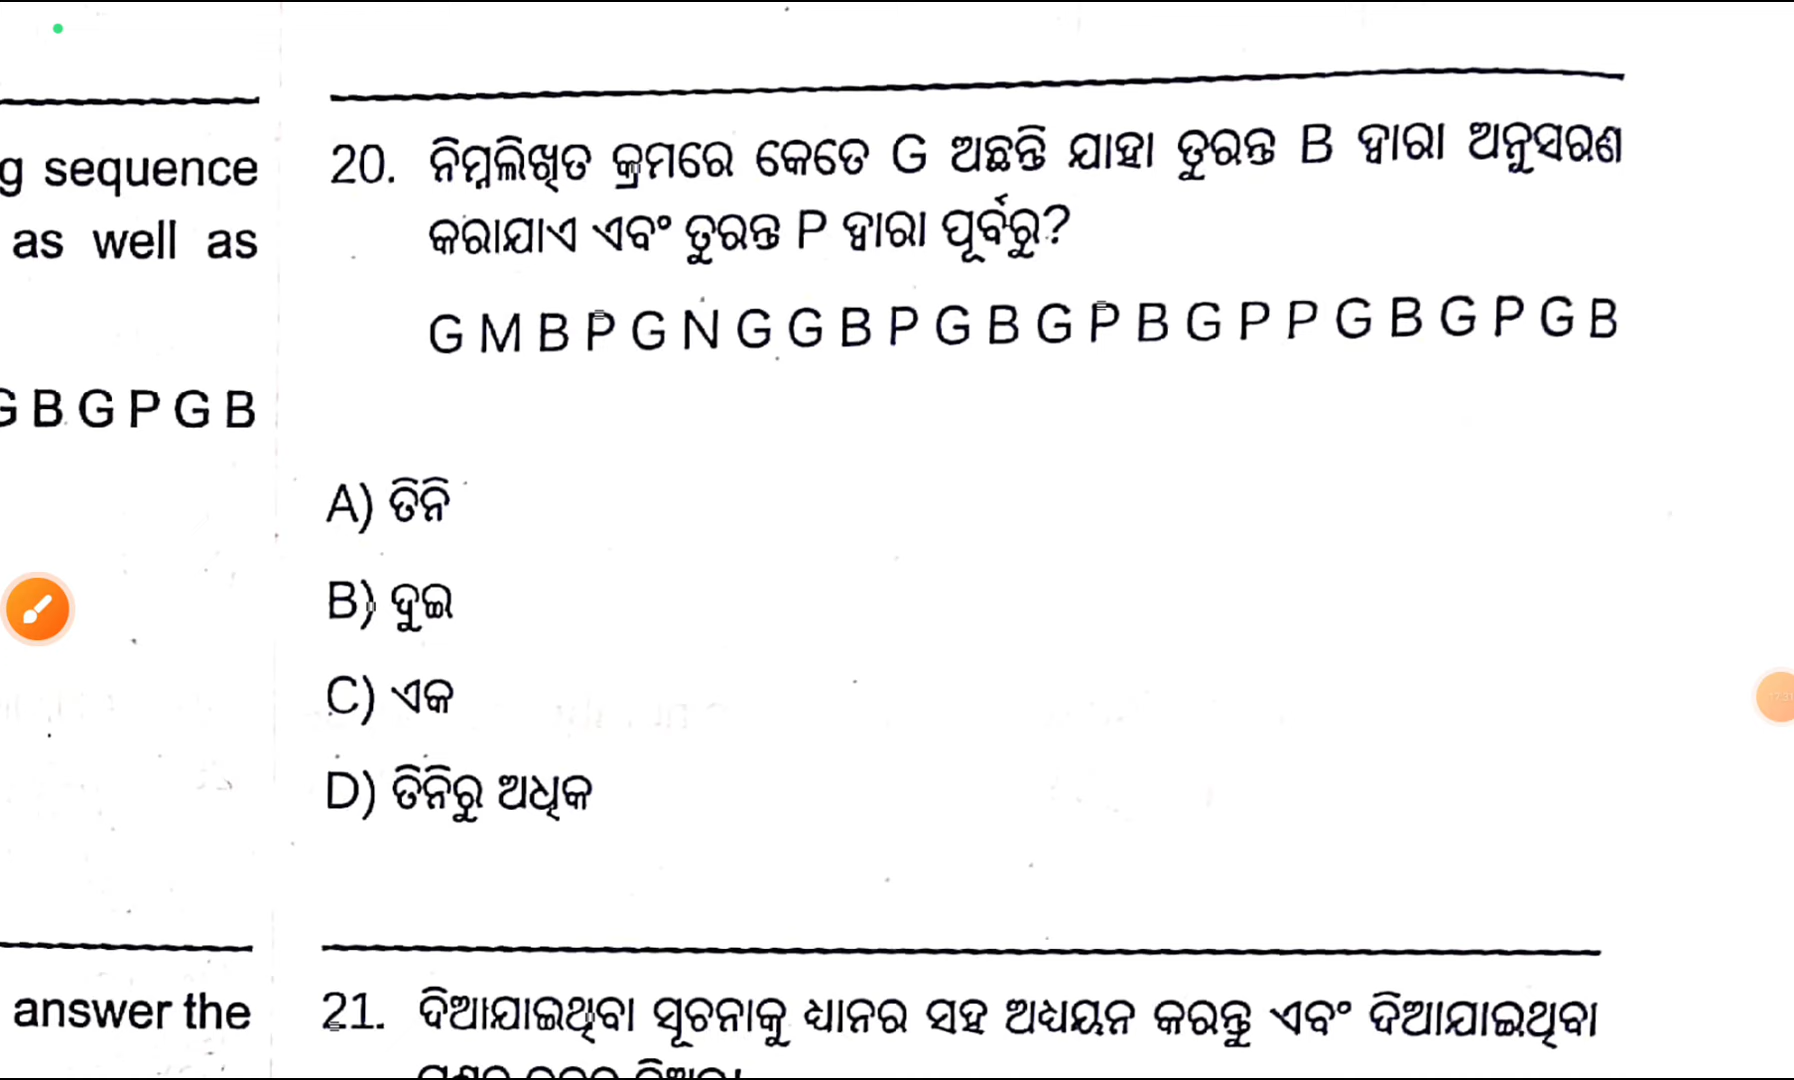 g sequence
as well as
G B G P G B
answer the
20. ନିମ୍ନଲିଖିତ କ୍ରମରେ କେତେ G ଅଛନ୍ତି ଯାହା ତୁରନ୍ତ B ଦ୍ୱାରା ଅନୁସରଣ
କରାଯାଏ ଏବଂ ତୁରନ୍ତ P ଦ୍ୱାରା ପୂର୍ବରୁ?
G M B P G N G G B P G B G P B G P P G B G P G B
A) ତିନି
B) ଦୁଇ
C) ଏକ
D) ତିନିରୁ ଅଧିକ
21. ଦିଆଯାଇଥିବା ସୂଚନାକୁ ଧ୍ୟାନର ସହ ଅଧ୍ୟୟନ କରନ୍ତୁ ଏବଂ ଦିଆଯାଇଥିବା